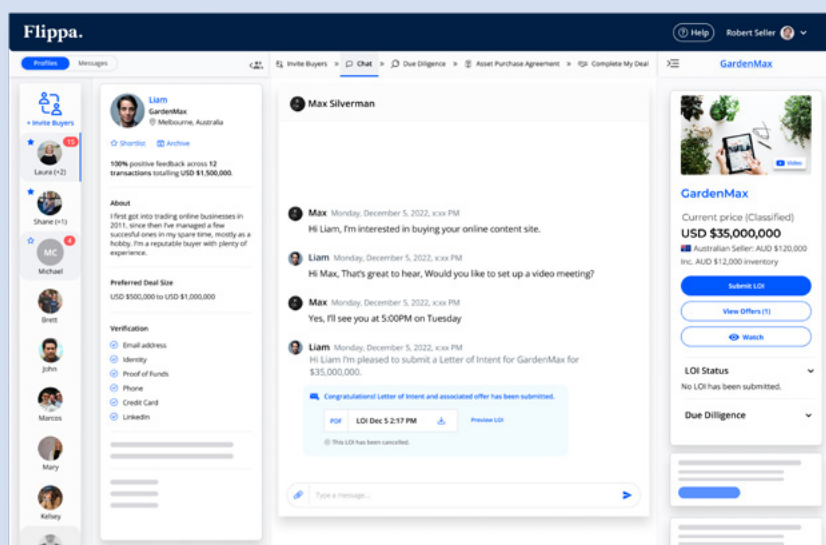 Flippa.
Help
Robert Seller
Profiles
Messages
Invite Buyers » Chat » Due Diligence » Asset Purchase Agreement » Complete My Deal
GardenMax
+ Invite Buyers
15
Laura (+2)
Shane (+1)
4
MC
Michael
Brett
John
Marcos
Mary
Kelsey
Liam
GardenMax
Melbourne, Australia
Shortlist
Archive
100% positive feedback across 12
transactions totalling USD $1,500,000.
About
I first got into trading online businesses in
2011, since then I've managed a few
succesful ones in my spare time, mostly as a
hobby. I'm a reputable buyer with plenty of
experience.
Preferred Deal Size
USD $500,000 to USD $1,000,000
Verification
Email address
Identity
Proof of Funds
Phone
Credit Card
LinkedIn
Max Silverman
Max Monday, December 5, 2022, x:xx PM
Hi Liam, I'm interested in buying your online content site.
Liam Monday, December 5, 2022, x:xx PM
Hi Max, That's great to hear, Would you like to set up a video meeting?
Max Monday, December 5, 2022, x:xx PM
Yes, I'll see you at 5:00PM on Tuesday
Liam Monday, December 5, 2022, x:xx PM
Hi Liam I'm pleased to submit a Letter of Intent for GardenMax for
$35,000,000.
Congratulations! Letter of Intent and associated offer has been submitted.
PDF
LOI Dec 5 2:17 PM
Preview LOI
This LOI has been cancelled.
Type a message...
Video
GardenMax
Current price (Classified)
USD $35,000,000
Australian Seller: AUD $120,000
Inc. AUD $12,000 inventory
Submit LOI
View Offers (1)
Watch
LOI Status
No LOI has been submitted.
Due Dilligence